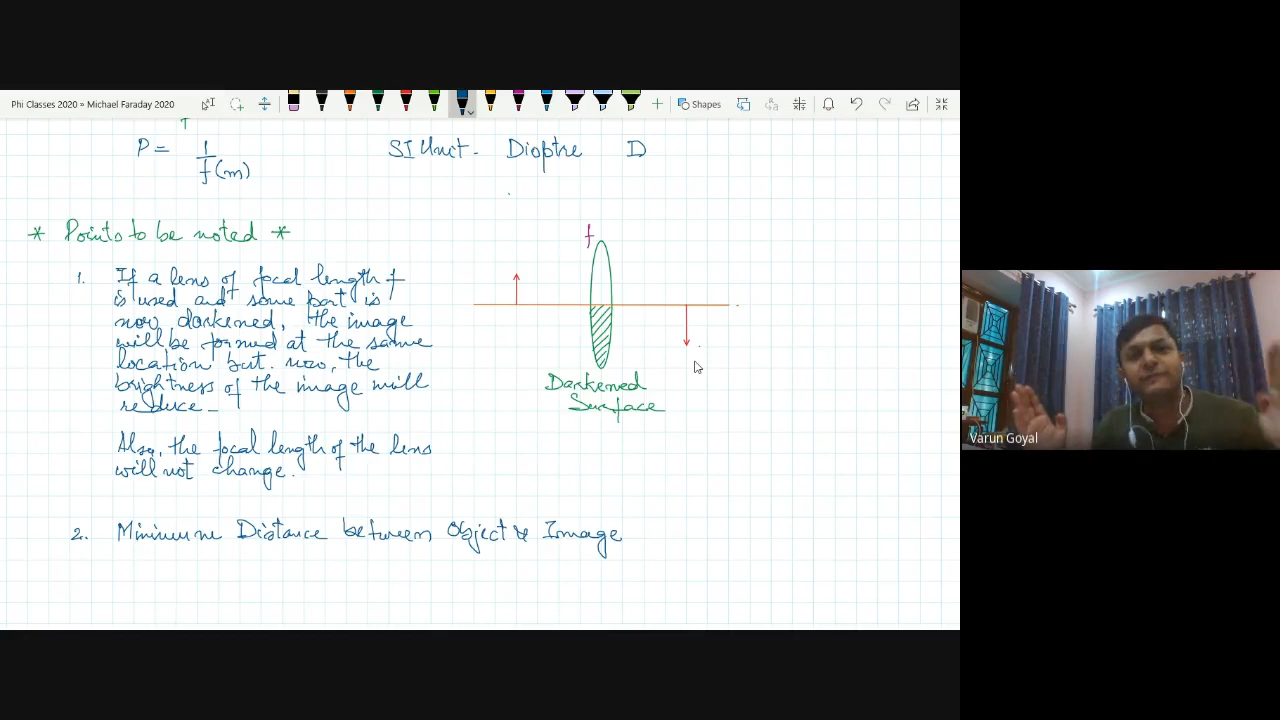 Phi Classes 2020 » Michael Faraday 2020
Shapes
P = 1/f(m) SI Unit - Dioptre D
* Points to be noted *
1. If a lens of focal length f
is used and some part is
now darkened, the image
will be formed at the same
location but now, the
brightness of the image will
reduce -
Also, the focal length of the lens
will not change.
f
Darkened
Surface
2. Minimum Distance between Object & Image
Varun Goyal